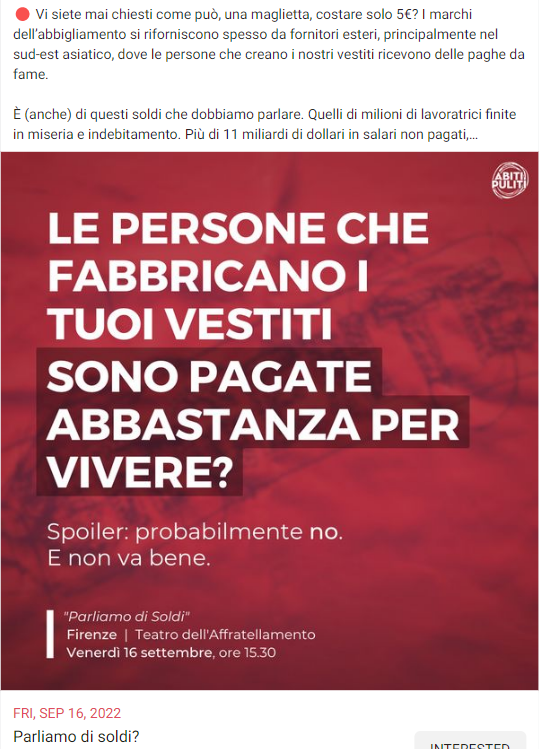 🔴 Vi siete mai chiesti come può, una maglietta, costare solo 5€? I marchi
dell’abbigliamento si riforniscono spesso da fornitori esteri, principalmente nel
sud-est asiatico, dove le persone che creano i nostri vestiti ricevono delle paghe da
fame.
È (anche) di questi soldi che dobbiamo parlare. Quelli di milioni di lavoratrici finite
in miseria e indebitamento. Più di 11 miliardi di dollari in salari non pagati,…
ABITI
PULITI
LE PERSONE CHE
FABBRICANO I
TUOI VESTITI
SONO PAGATE
ABBASTANZA PER
VIVERE?
Spoiler: probabilmente no.
E non va bene.
"Parliamo di Soldi"
Firenze | Teatro dell'Affratellamento
Venerdì 16 settembre, ore 15.30
FRI, SEP 16, 2022
Parliamo di soldi?
INTERESTED